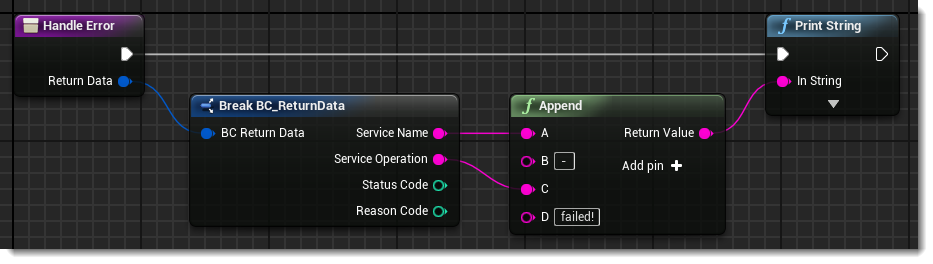 Handle Error
Return Data
Break BC_ReturnData
BC Return Data
Service Name
Service Operation
Status Code
Reason Code
f Append
A
Return Value
B -
Add pin +
C
D failed!
f Print String
In String